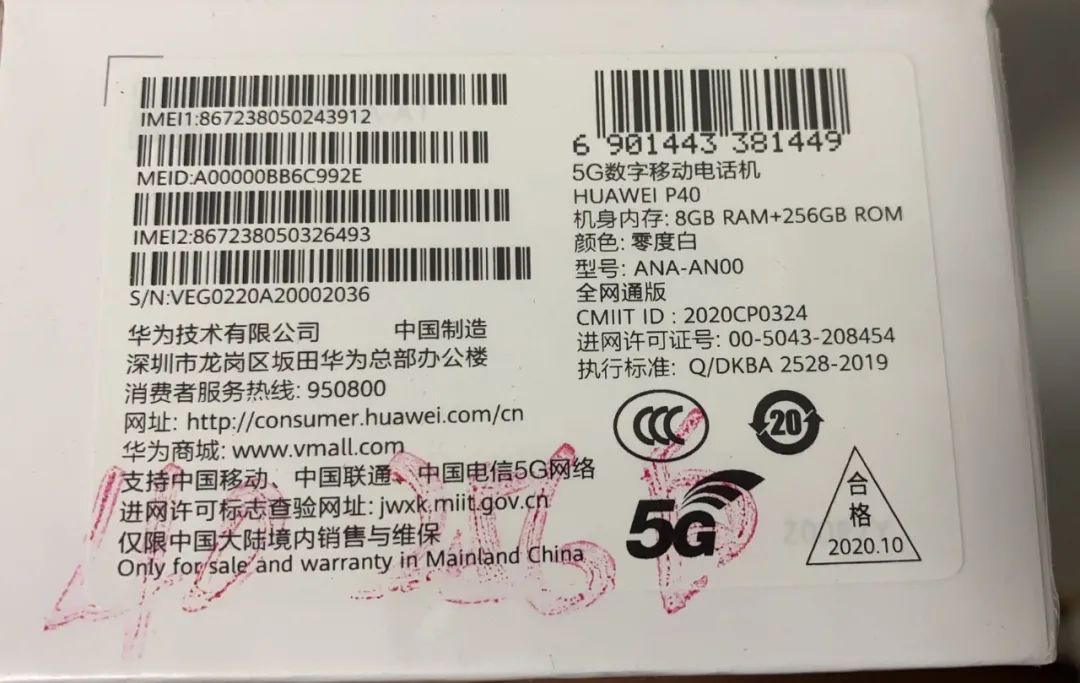 IMEI1:867238050243912
MEID:A00000BB6C992E
IMEI2:867238050326493
S/N:VEG0220A20002036
华为技术有限公司 中国制造
深圳市龙岗区坂田华为总部办公楼
消费者服务热线: 950800
网址: http://consumer.huawei.com/cn
华为商城: www.vmall.com
支持中国移动、中国联通、中国电信5G网络
进网许可标志查验网址: jwxk.miit.gov.cn
仅限中国大陆境内销售与维保
Only for sale and warranty in Mainland China
6 901443 381449
5G数字移动电话机
HUAWEI P40
机身内存: 8GB RAM+256GB ROM
颜色: 零度白
型号: ANA-AN00
全网通版
CMIIT ID : 2020CP0324
进网许可证号: 00-5043-208454
执行标准: Q/DKBA 2528-2019
CCC
20
5G
合格
2020.10